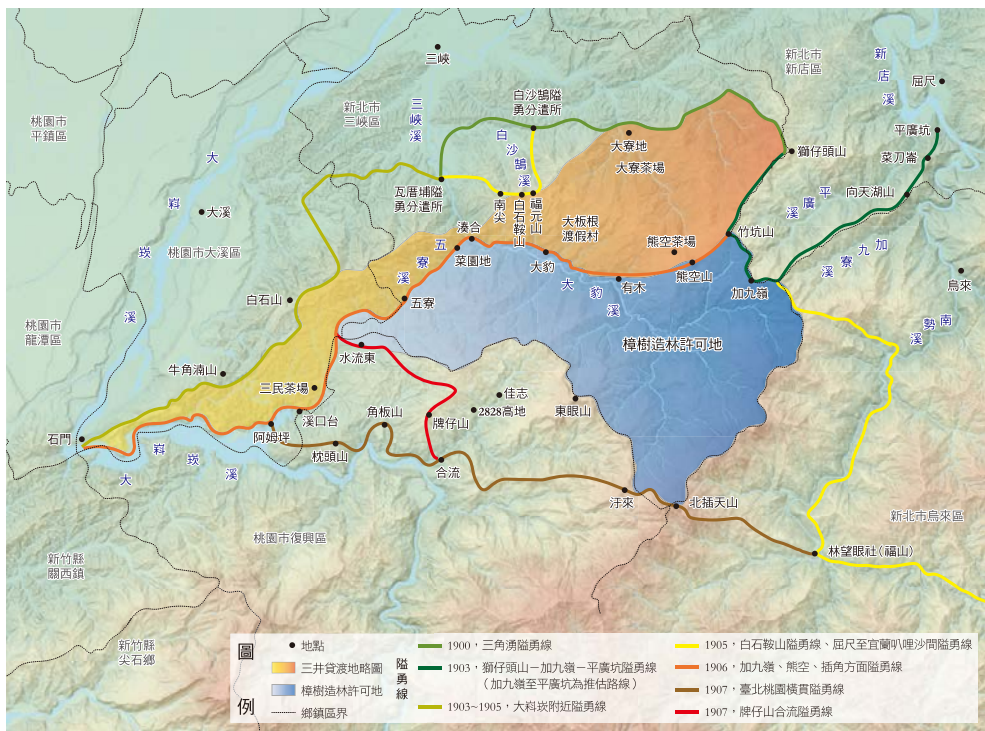 三峽
新北市
新店區
新店溪
屈尺
桃園市
平鎮區
新北市
三峽區
三峽溪
白沙鵠隘
勇分遣所
白沙鵠溪
大寮地
大寮茶場
獅仔頭山
平廣坑
菜刀崙
平廣溪
向天湖山
瓦厝埔隘
勇分遣所
南尖
白石鞍山
福元山
大嵙崁溪
大溪
桃園市大溪區
湊合
菜園地
五寮溪
大板根
渡假村
大豹
大豹溪
熊空茶場
熊空山
有木
竹坑山
加九嶺
加九寮溪
烏來
南勢溪
白石山
五寮
桃園市
龍潭區
水流東
樟樹造林許可地
牛角湳山
三民茶場
佳志
2828高地
東眼山
溪口台
角板山
牌仔山
石門
阿姆坪
枕頭山
合流
大嵙崁溪
汙來
北插天山
新北市烏來區
桃園市復興區
林望眼社(福山)
新竹縣
關西鎮
新竹縣
尖石鄉
圖例
地點
三井貸渡地略圖
樟樹造林許可地
鄉鎮區界
隘勇線
1900，三角湧隘勇線
1903，獅仔頭山－加九嶺－平廣坑隘勇線
（加九嶺至平廣坑為推估路線）
1903~1905，大嵙崁附近隘勇線
1905，白石鞍山隘勇線、屈尺至宜蘭叭哩沙間隘勇線
1906，加九嶺、熊空、插角方面隘勇線
1907，臺北桃園橫貫隘勇線
1907，牌仔山合流隘勇線